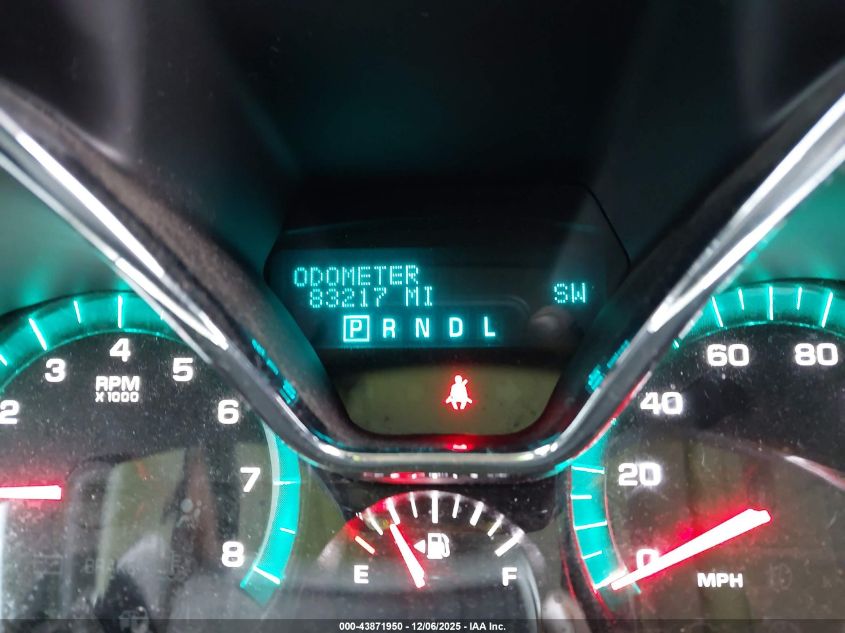 ODOMETER
83217 MI SW
P R N D L
2 3 4 5 6 7 8
RPM
X1000
0 20 40 60 80
MPH
E F
000-43871950 - 12/06/2025 - IAA Inc.